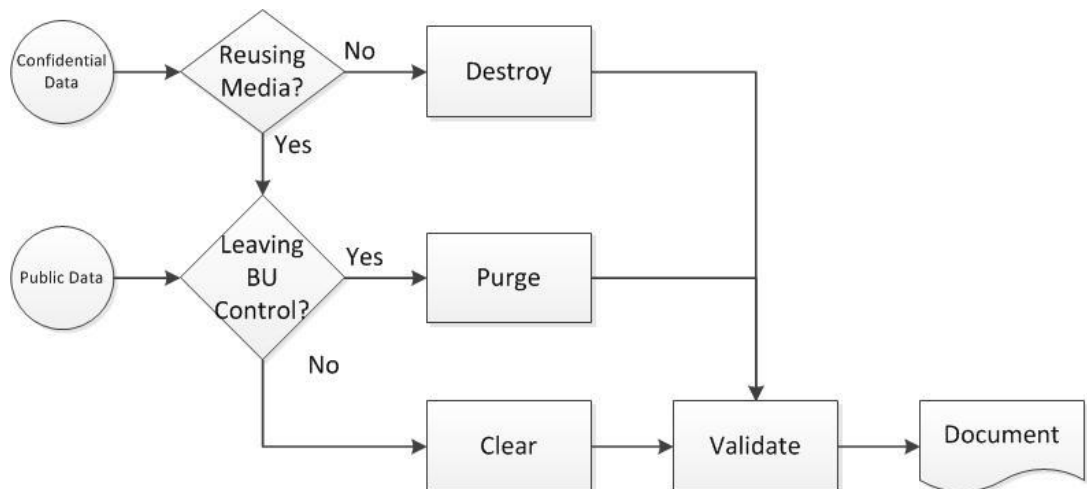 Confidential
Data
Reusing
Media?
No
Destroy
Yes
Public Data
Leaving
BU
Control?
Yes
Purge
No
Clear
Validate
Document